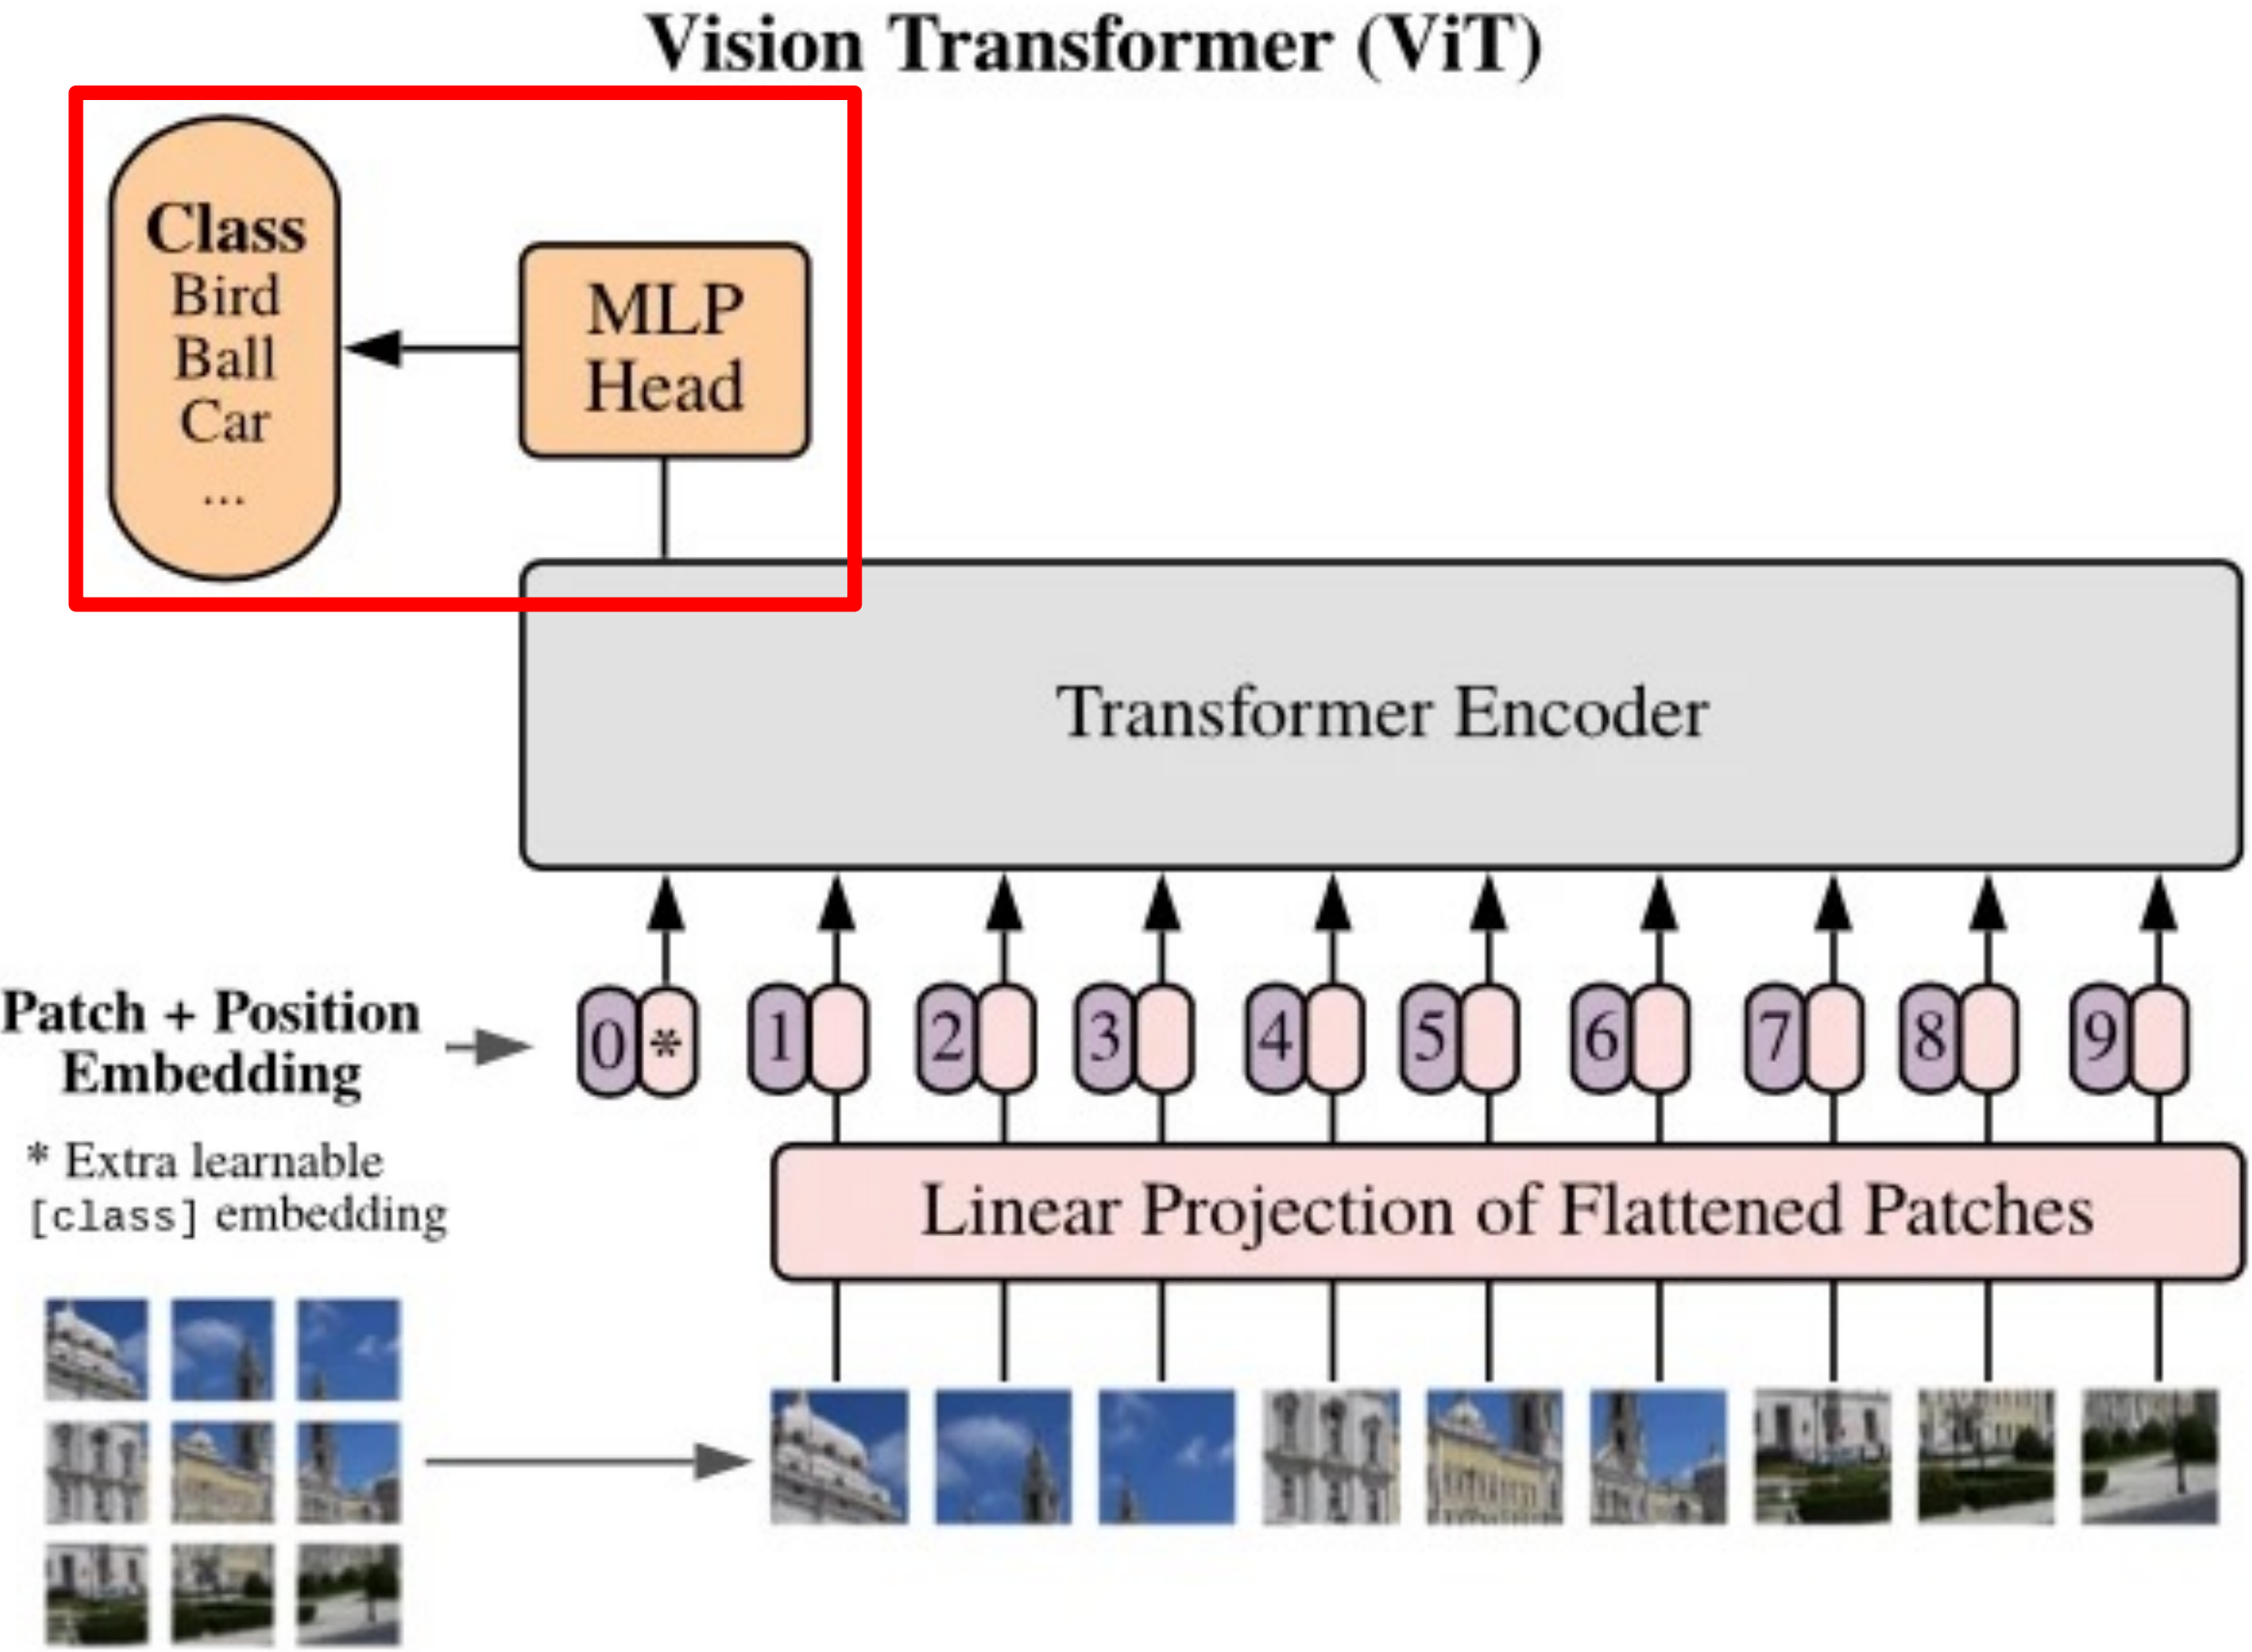 Vision Transformer (ViT)
Class
Bird
Ball
Car
...
MLP
Head
Transformer Encoder
Patch + Position
Embedding
0 * 1 2 3 4 5 6 7 8 9
* Extra learnable
[class] embedding
Linear Projection of Flattened Patches